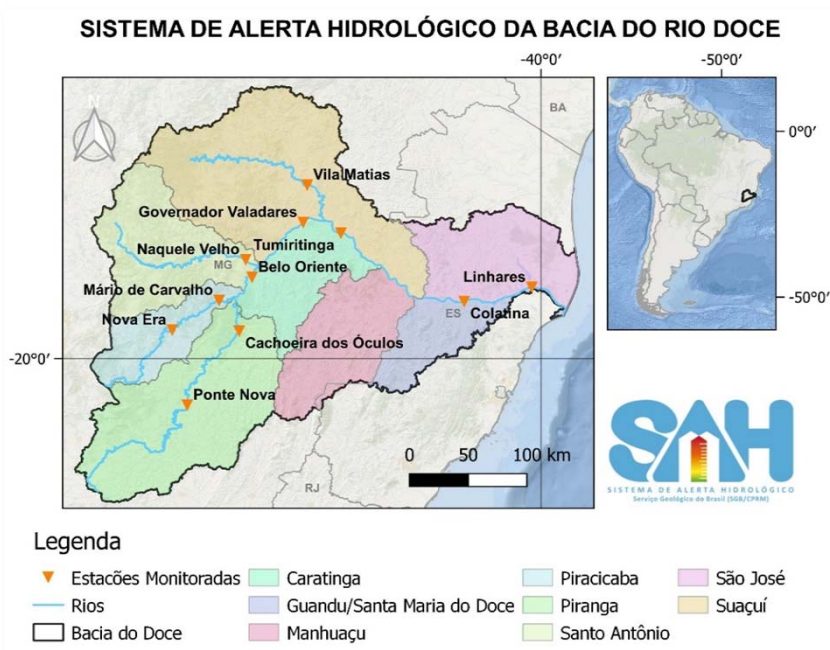 SISTEMA DE ALERTA HIDROLÓGICO DA BACIA DO RIO DOCE
-40°0'
-50°0'
N
BA
0°0'
Vila Matias
Governador Valadares
Naquele Velho
Tumiritinga
MG
Belo Oriente
Linhares
Mário de Carvalho
Nova Era
ES
Colatina
-50°0'
Cachoeira dos Óculos
-20°0'
Ponte Nova
0 50 100 km
RJ
SAH
SISTEMA DE ALERTA HIDROLÓGICO
Serviço Geológico do Brasil (SGB/CPRM)
Legenda
Estacões Monitoradas
Caratinga
Piracicaba
São José
Rios
Guandu/Santa Maria do Doce
Piranga
Suaçuí
Bacia do Doce
Manhuaçu
Santo Antônio